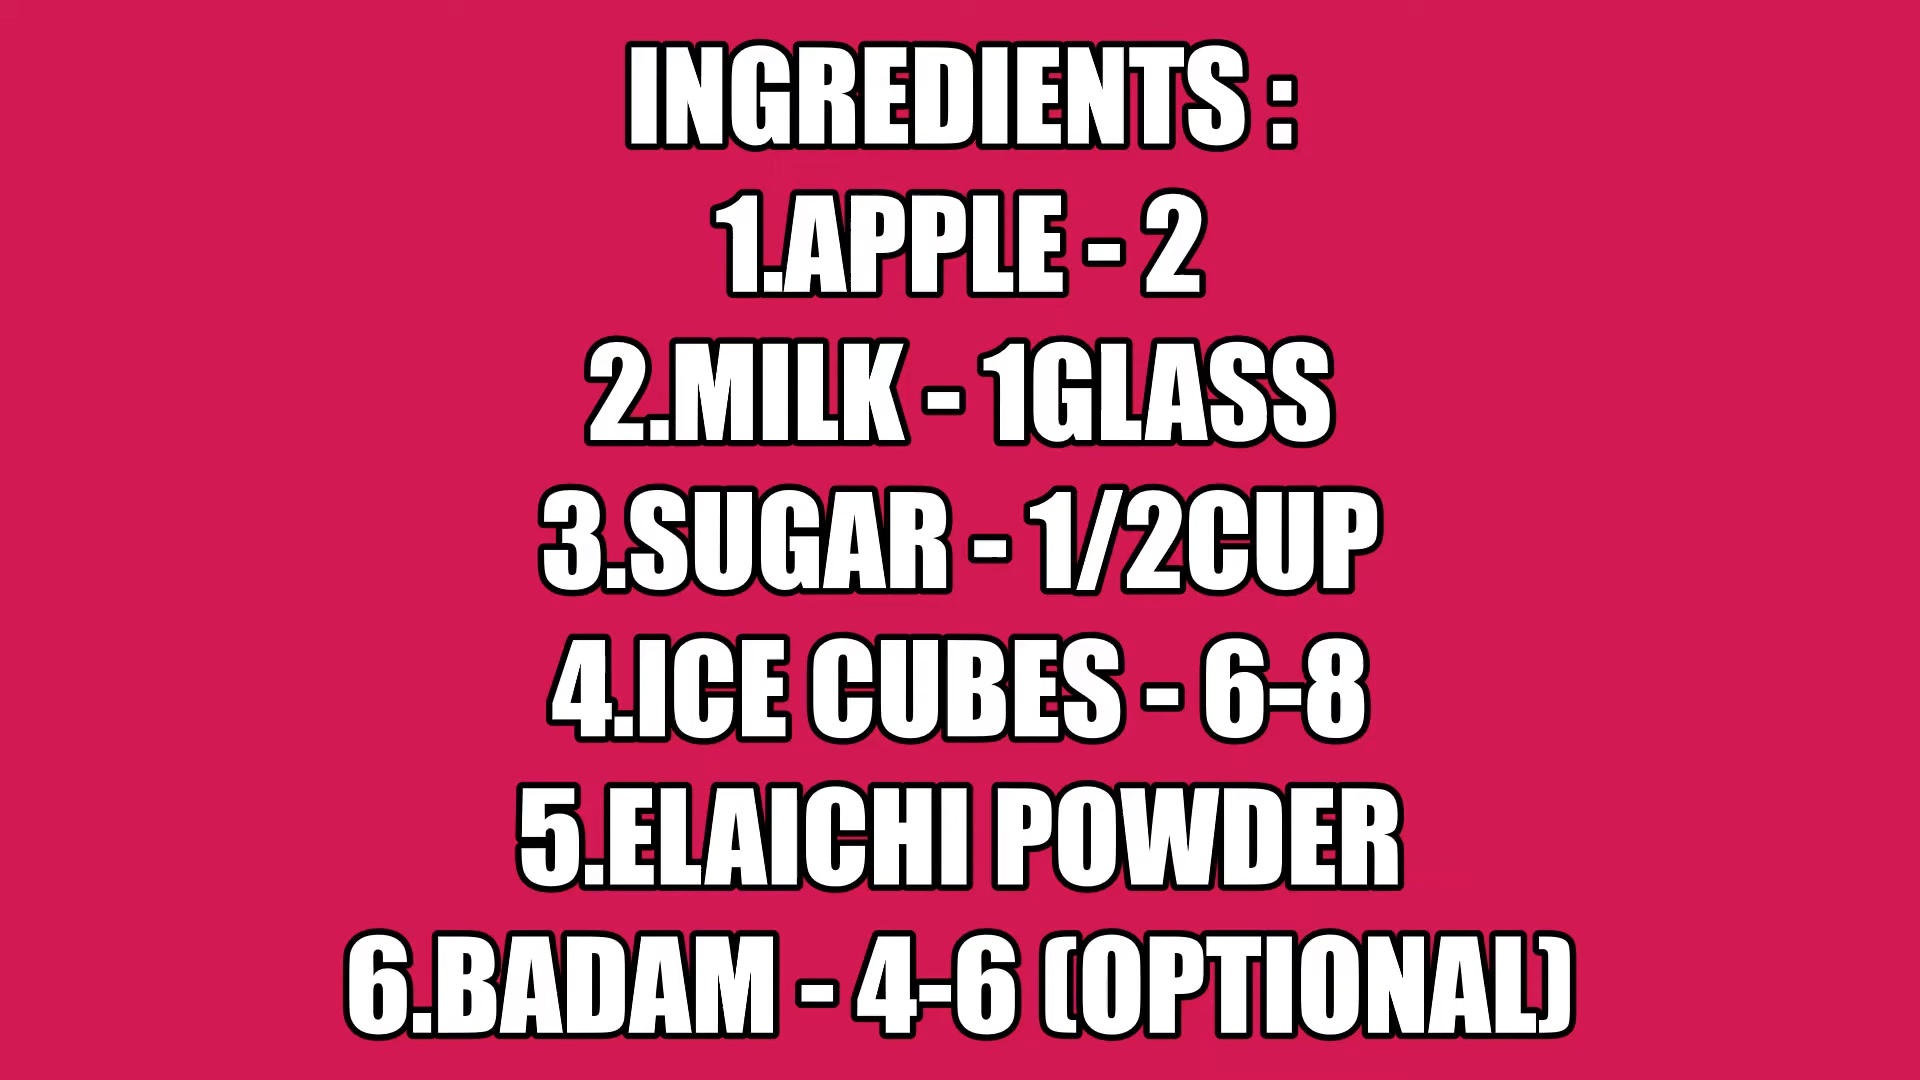 INGREDIENTS :
1.APPLE - 2
2.MILK - 1GLASS
3.SUGAR - 1/2CUP
4.ICE CUBES - 6-8
5.ELAICHI POWDER
6.BADAM - 4-6 (OPTIONAL)